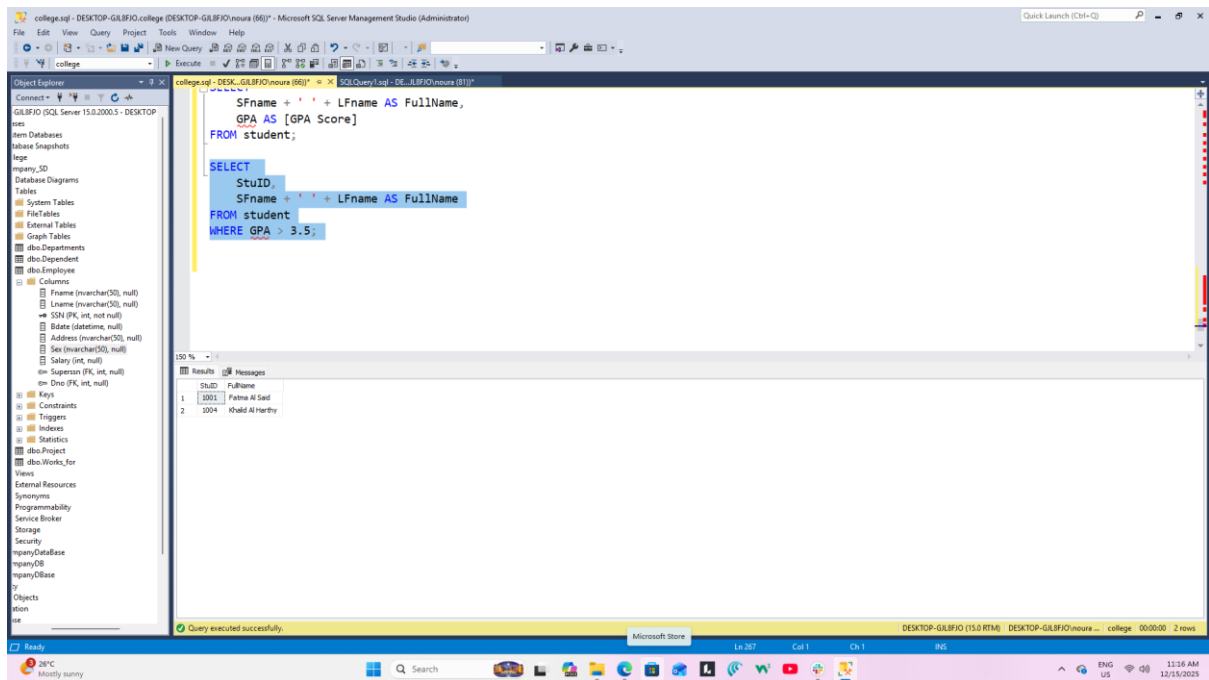 college.sql - DESKTOP-GJL8FJO.college (DESKTOP-GJL8FJO\noura (66))* - Microsoft SQL Server Management Studio (Administrator)
Quick Launch (Ctrl+Q)
File Edit View Query Project Tools Window Help
New Query
college
Execute
Object Explorer
college.sql - DESK...GJL8FJO\noura (66))*
SQLQuery1.sql - DE...JL8FJO\noura (81))*
Connect
-GJL8FJO (SQL Server 15.0.2000.5 - DESKTOP
ses
tem Databases
tabase Snapshots
lege
mpany_SD
Database Diagrams
Tables
System Tables
FileTables
External Tables
Graph Tables
dbo.Departments
dbo.Dependent
dbo.Employee
Columns
Fname (nvarchar(50), null)
Lname (nvarchar(50), null)
SSN (PK, int, not null)
Bdate (datetime, null)
Address (nvarchar(50), null)
Sex (nvarchar(50), null)
Salary (int, null)
Superssn (FK, int, null)
Dno (FK, int, null)
Keys
Constraints
Triggers
Indexes
Statistics
dbo.Project
dbo.Works_for
Views
External Resources
Synonyms
Programmability
Service Broker
Storage
Security
mpanyDataBase
mpanyDB
mpanyDBase
Objects
ation
SELECT
SFname + ' ' + LFname AS FullName,
GPA AS [GPA Score]
FROM student;
SELECT
StuID,
SFname + ' ' + LFname AS FullName
FROM student
WHERE GPA > 3.5;
150 %
Results Messages
StuID FullName
1 1001 Fatma Al Said
2 1004 Khalid Al Harthy
Query executed successfully.
DESKTOP-GJL8FJO (15.0 RTM) DESKTOP-GJL8FJO\noura ... college 00:00:00 2 rows
Microsoft Store
Ready
Ln 267 Col 1 Ch 1 INS
3
26°C
Mostly sunny
Search
ENG
US
11:16 AM
12/15/2025